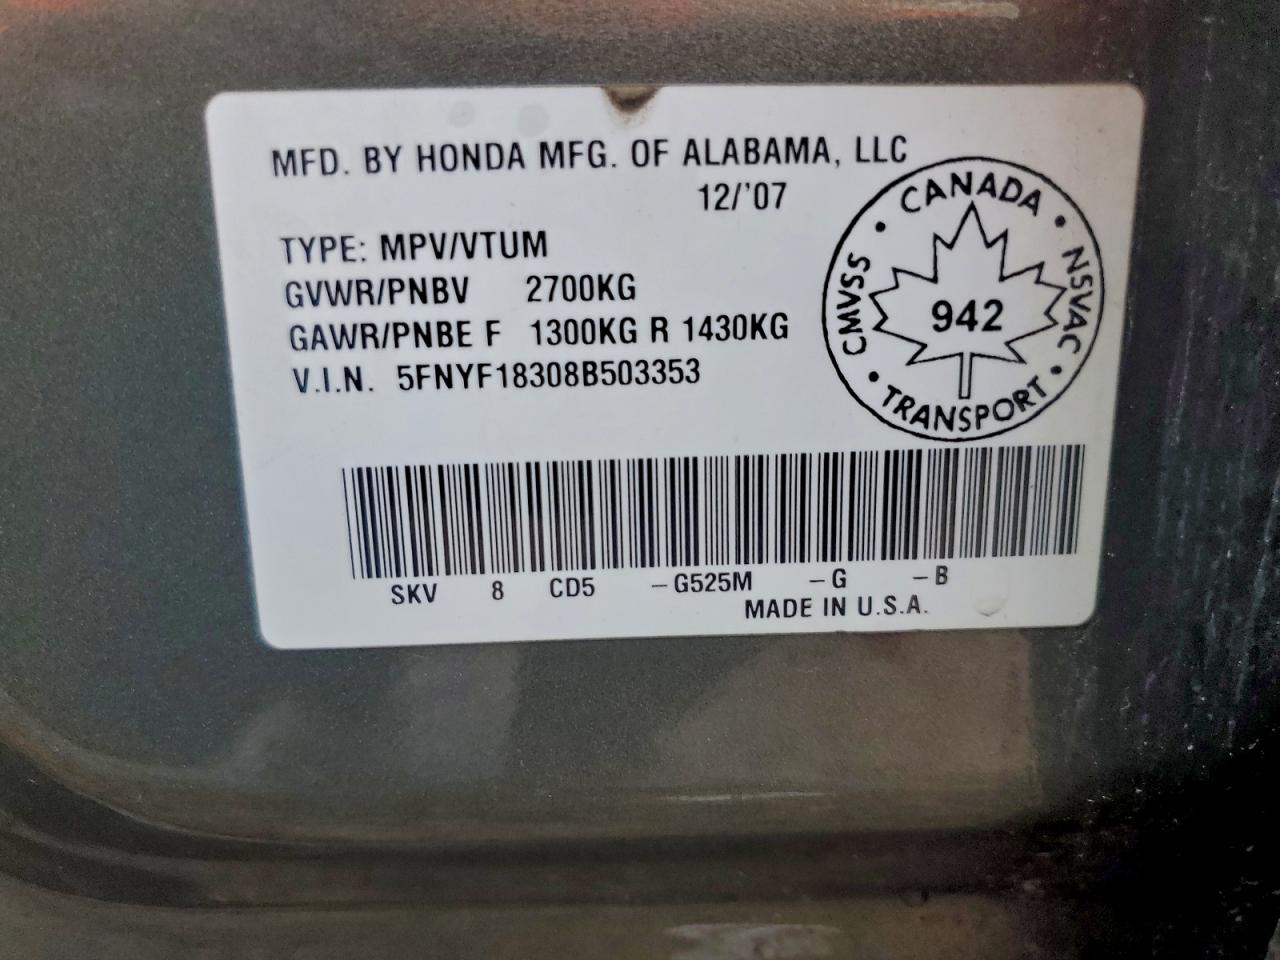 MFD. BY HONDA MFG. OF ALABAMA, LLC
12/'07
TYPE: MPV/VTUM
GVWR/PNBV 2700KG
GAWR/PNBE F 1300KG R 1430KG
V.I.N. 5FNYF18308B503353
CANADA
CMVSS
942
NSVAC
TRANSPORT
SKV 8 CD5 -G525M -G -B
MADE IN U.S.A.